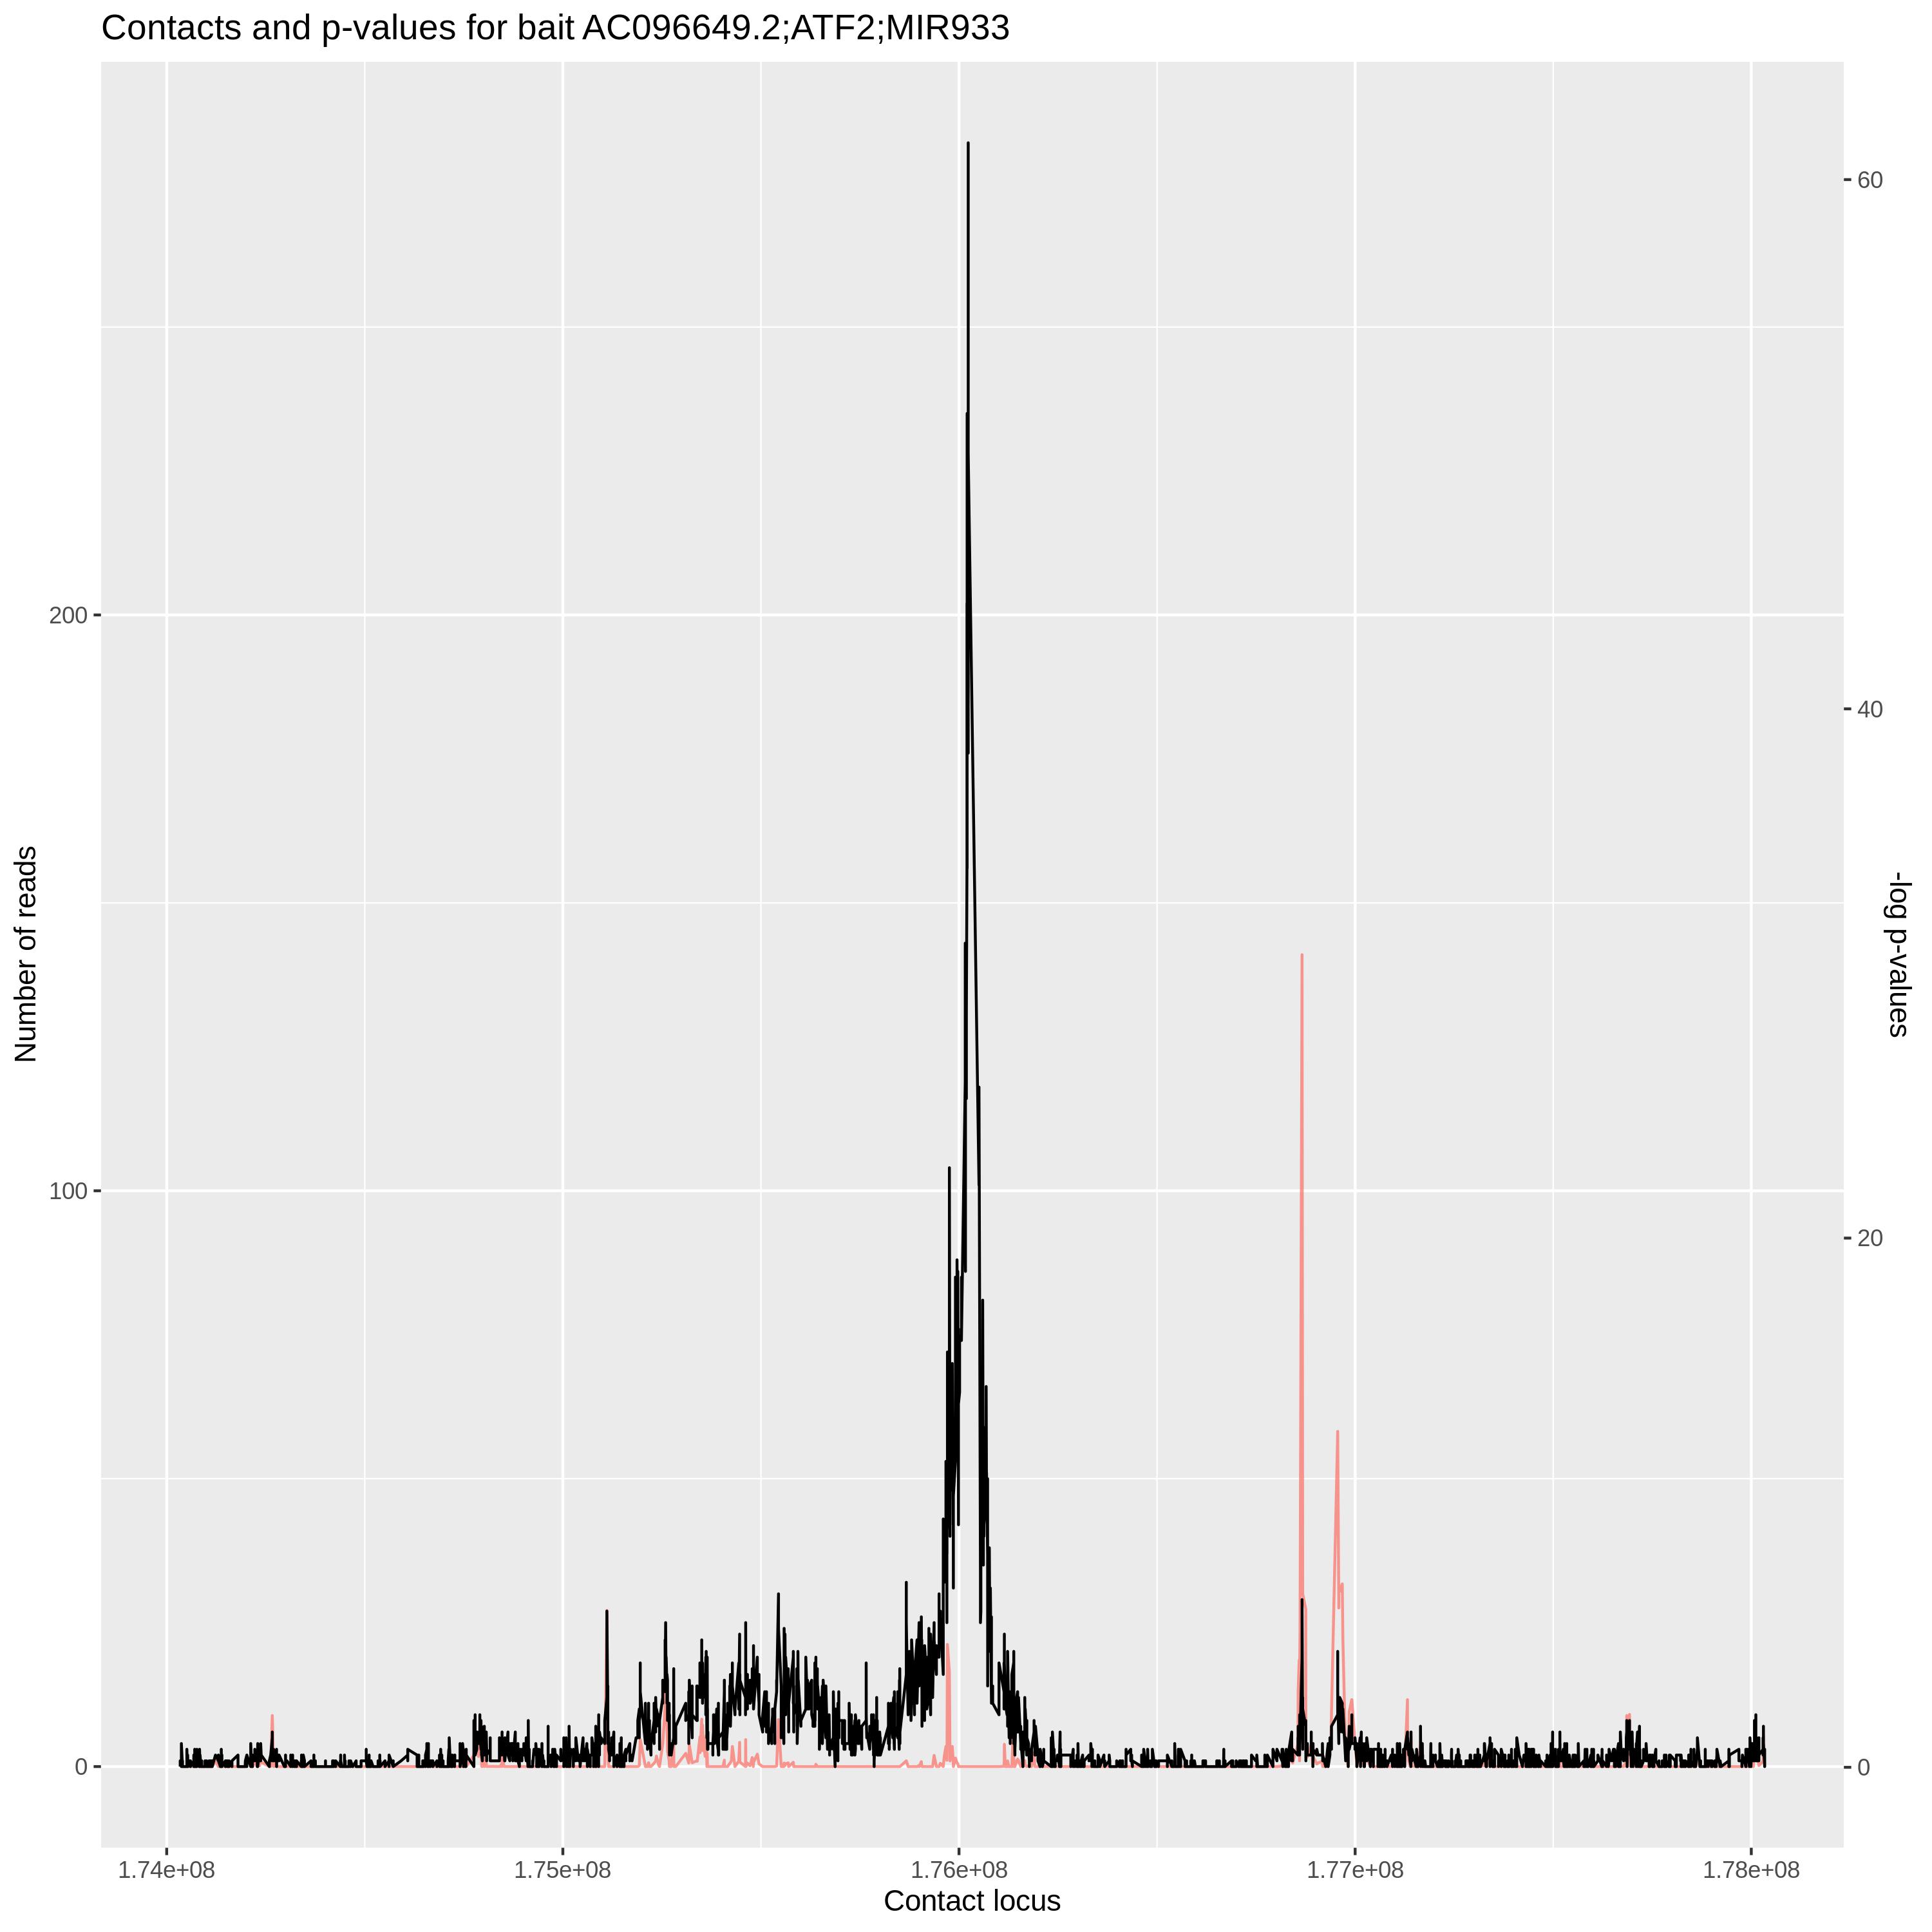 Contacts and p-values for bait AC096649.2;ATF2;MIR933
Number of reads
200
100
0
60
40
20
0
-log p-values
1.74e+08 1.75e+08 1.76e+08 1.77e+08 1.78e+08
Contact locus